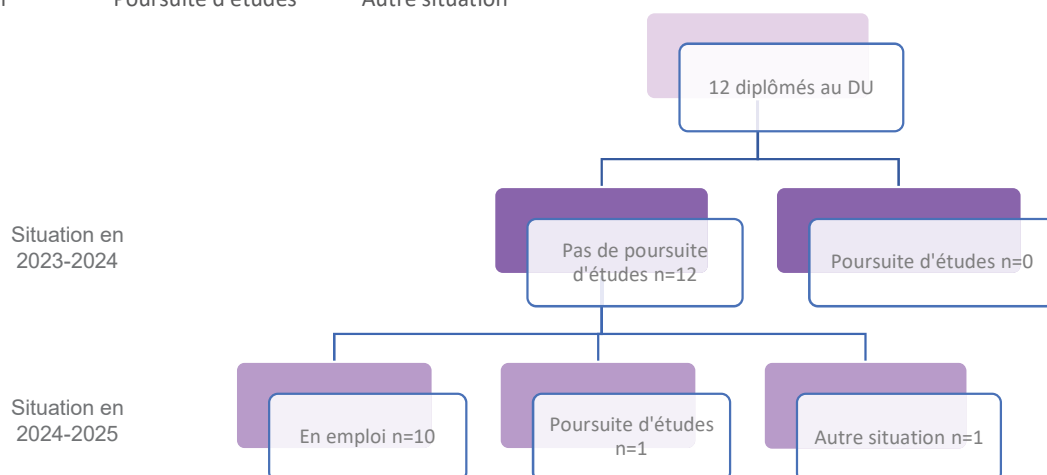 Poursuite d'études Autre situation
12 diplômés au DU
Situation en
2023-2024
Pas de poursuite
d'études n=12
Poursuite d'études n=0
Situation en
2024-2025
En emploi n=10
Poursuite d'études
n=1
Autre situation n=1